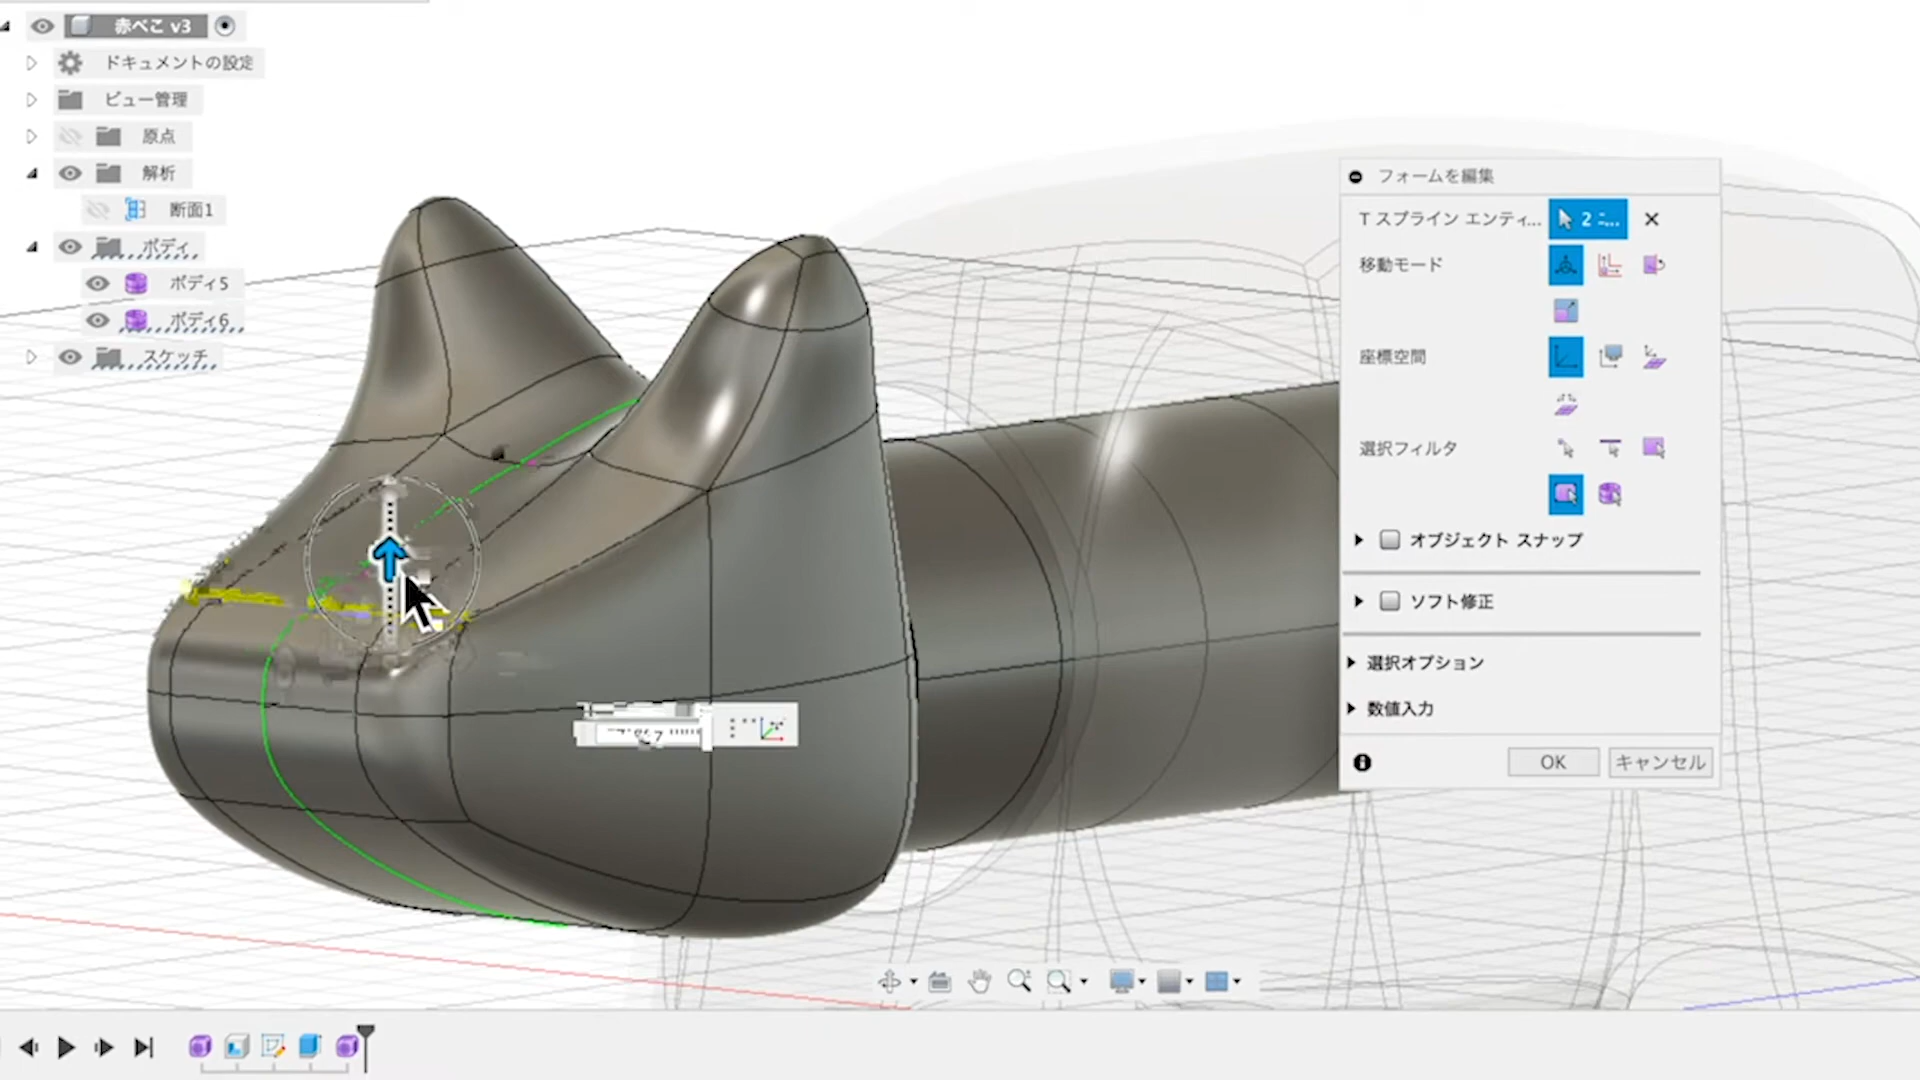 赤べこ v3
ドキュメントの設定
ビュー管理
原点
解析
断面1
ボディ
ボディ5
ボディ6
スケッチ
フォームを編集
T スプライン エンティ...
2 ニ...
移動モード
座標空間
選択フィルタ
オブジェクト スナップ
ソフト修正
選択オプション
数値入力
OK
キャンセル